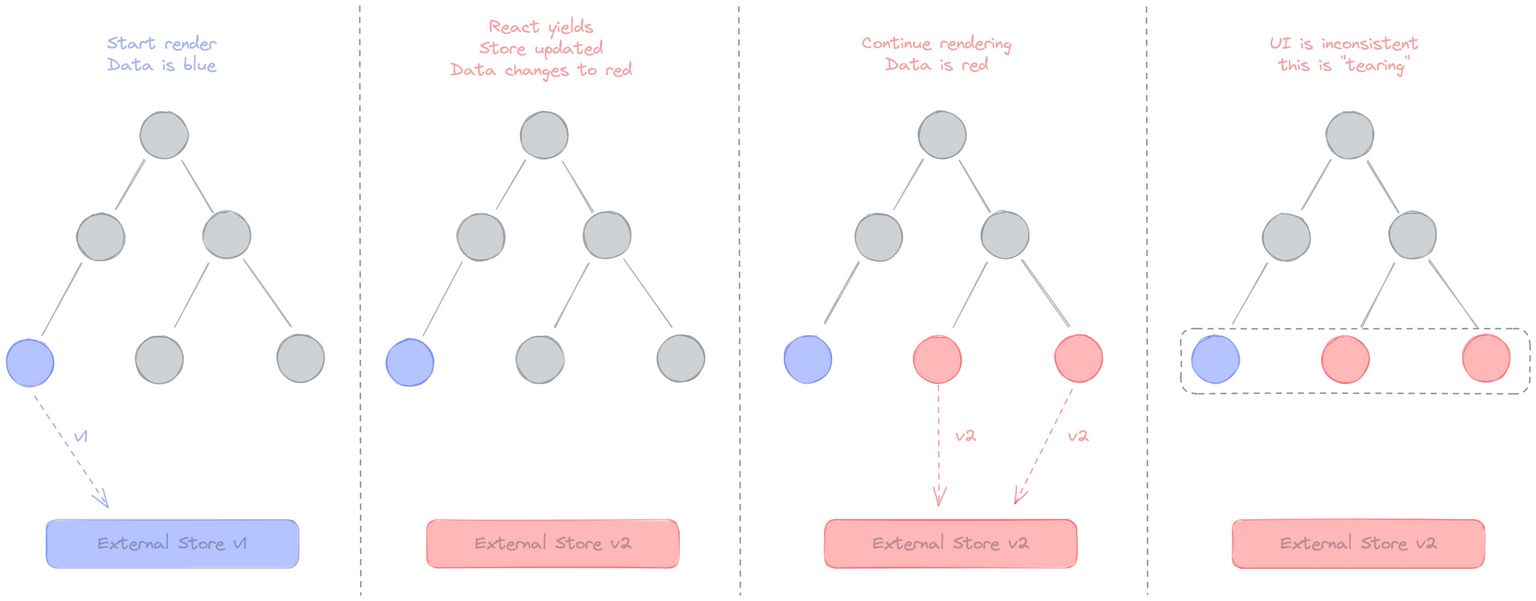 Start render
Data is blue
v1
External Store v1
React yields
Store updated
Data changes to red
External Store v2
Continue rendering
Data is red
v2
v2
External Store v2
UI is inconsistent
this is "tearing"
External Store v2